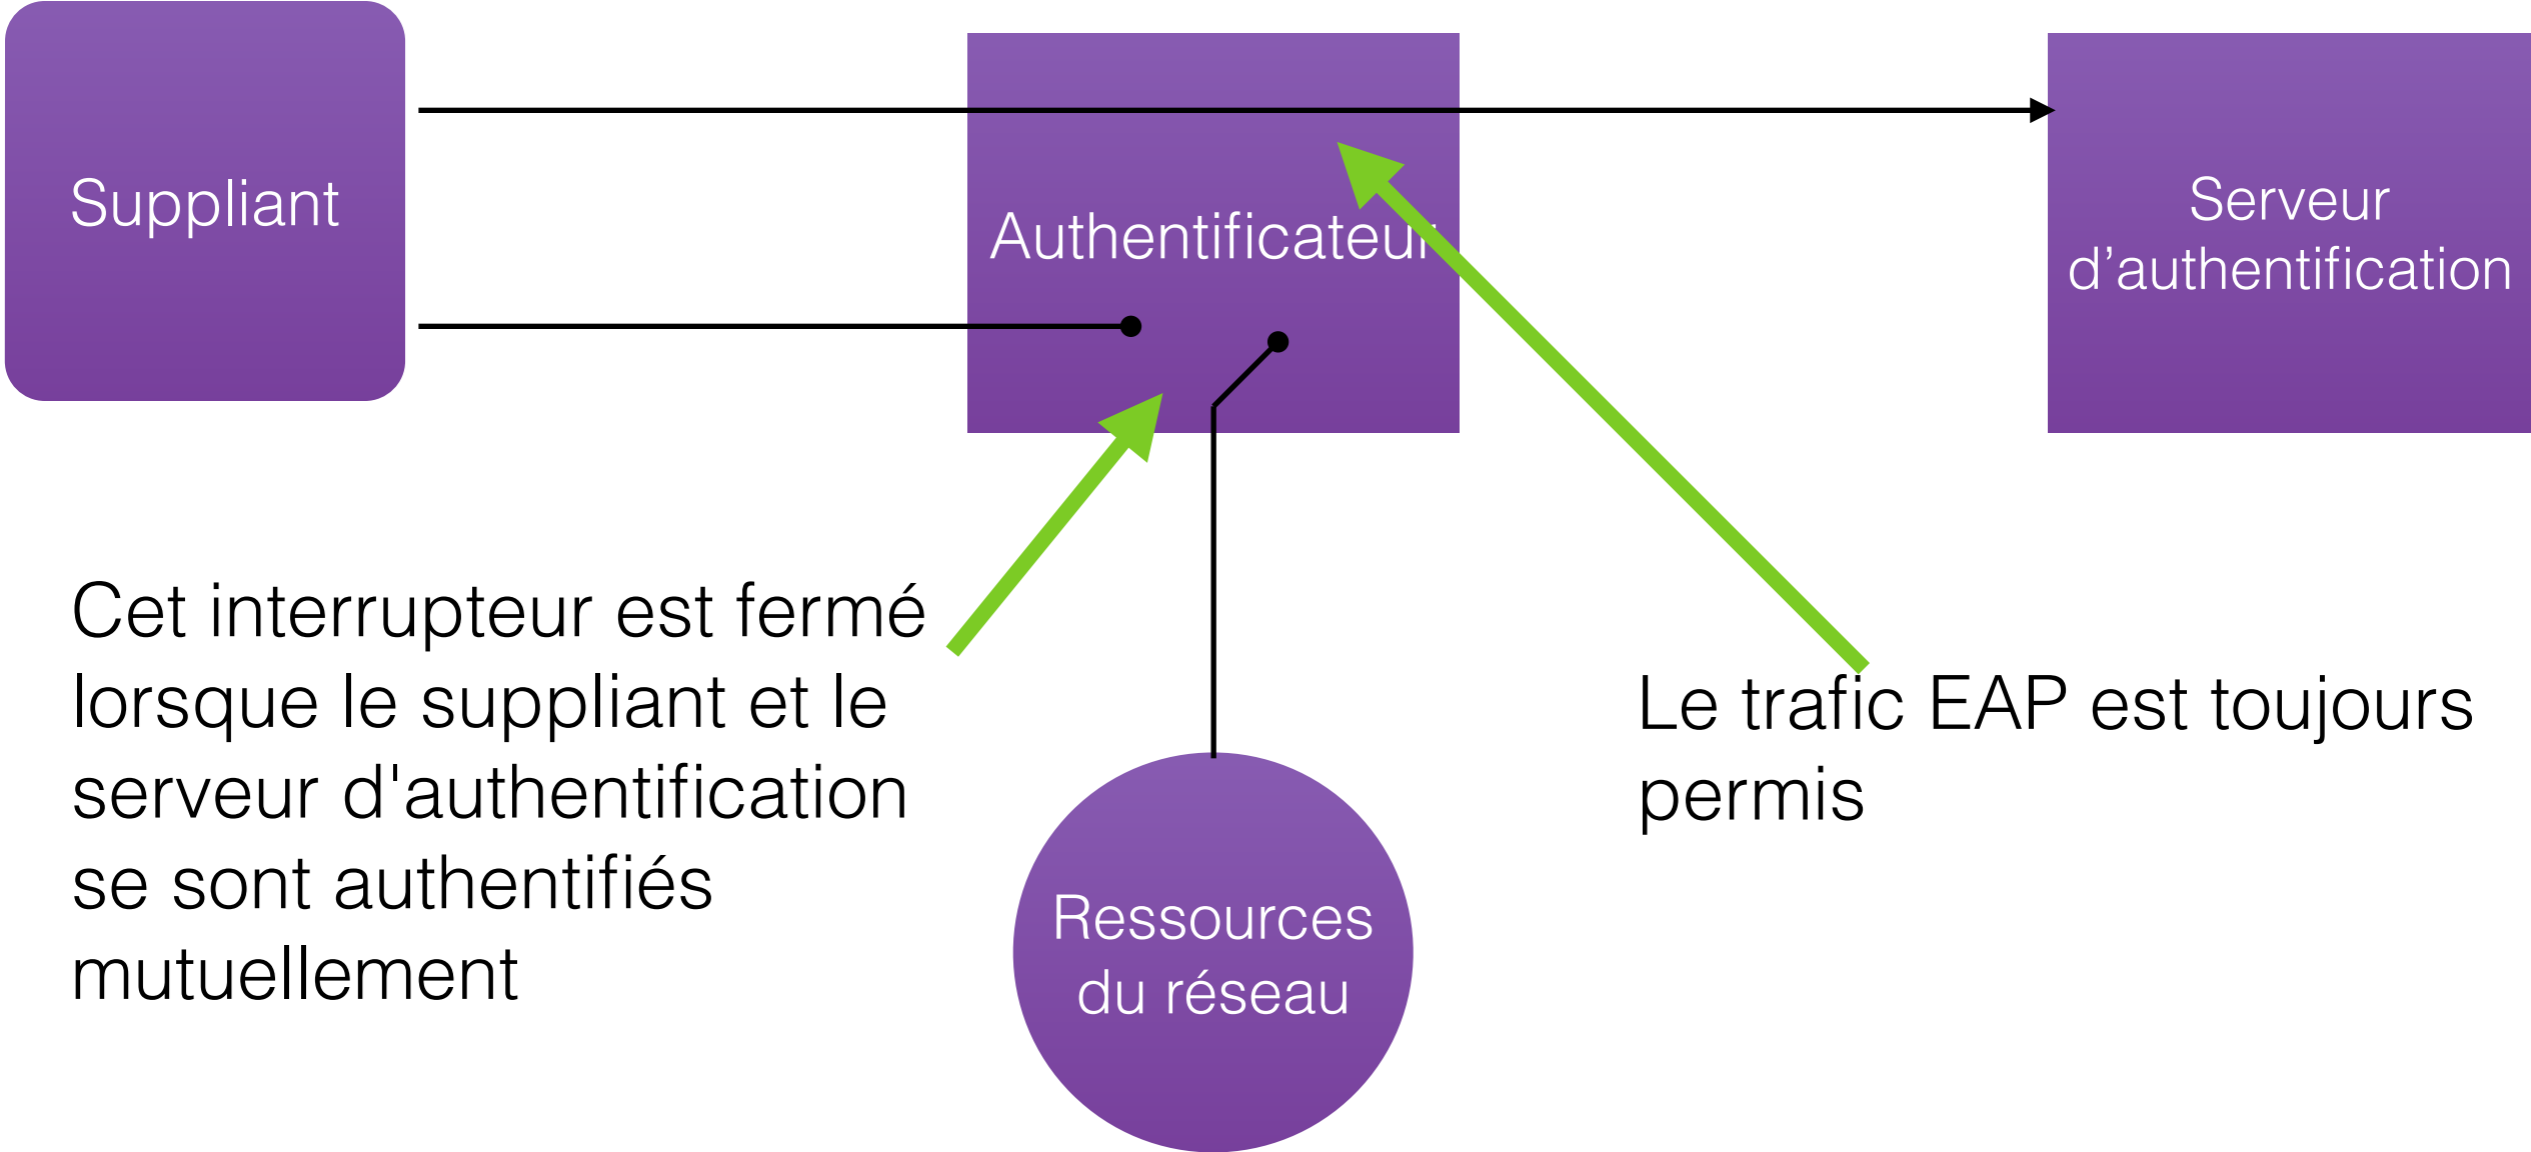 Suppliant
Authentificateur
Serveur
d’authentification
Cet interrupteur est fermé
lorsque le suppliant et le
serveur d'authentification
se sont authentifiés
mutuellement
Le trafic EAP est toujours
permis
Ressources
du réseau